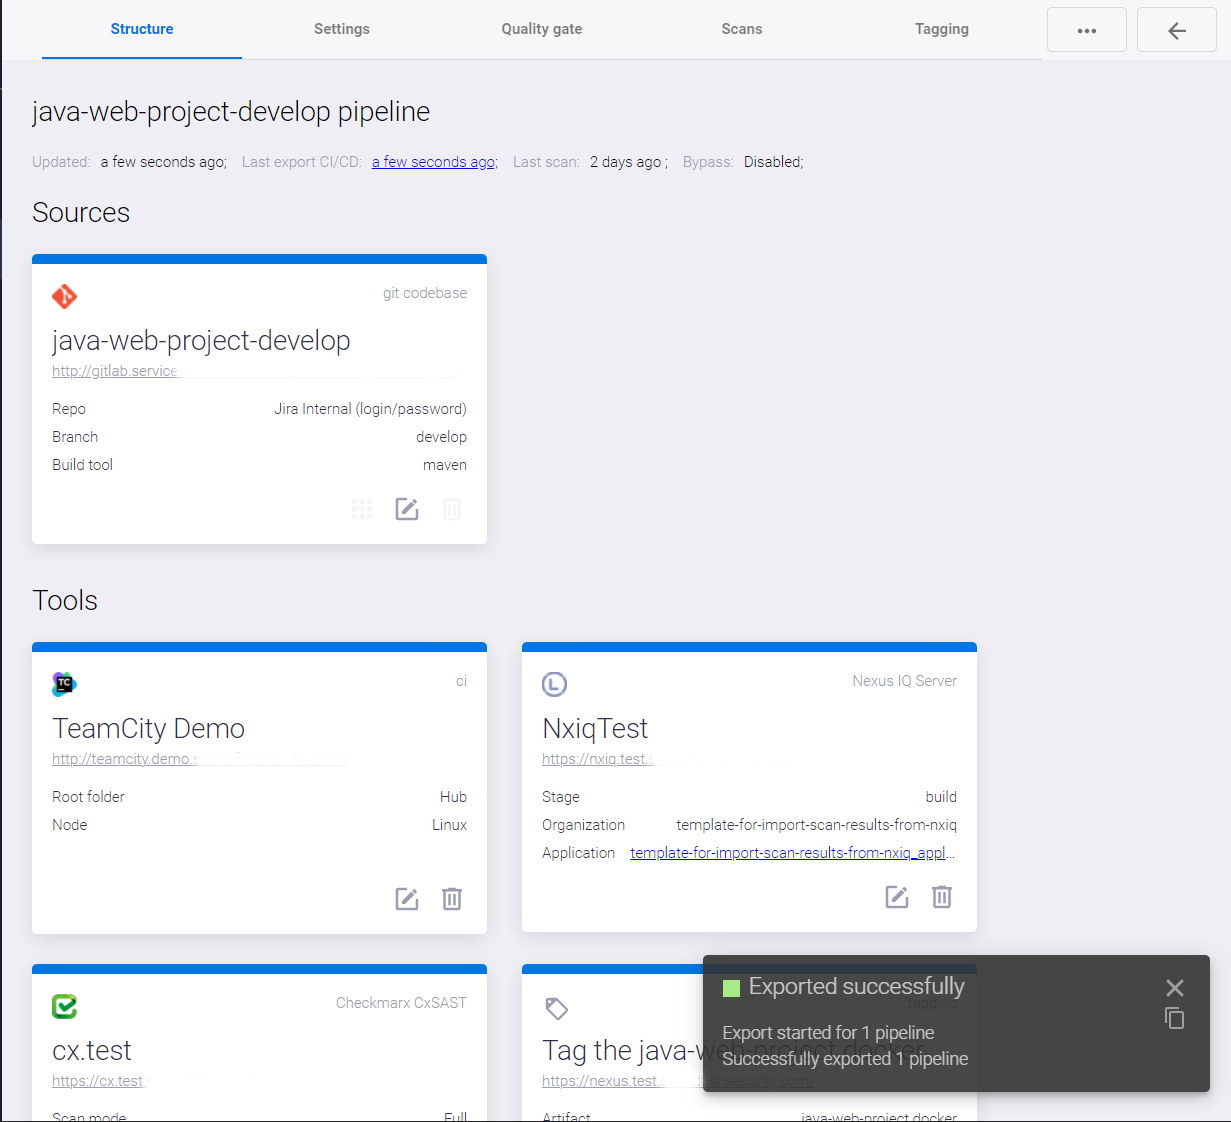 Structure Settings Quality gate Scans Tagging
java-web-project-develop pipeline
Updated: a few seconds ago; Last export CI/CD: a few seconds ago; Last scan: 2 days ago ; Bypass: Disabled;
Sources
git codebase
java-web-project-develop
http://gitlab.service
Repo Jira Internal (login/password)
Branch develop
Build tool maven
Tools
TC ci
TeamCity Demo
http://teamcity.demo.s
Root folder Hub
Node Linux
L Nexus IQ Server
NxiqTest
https://nxiq.test.s
Stage build
Organization template-for-import-scan-results-from-nxiq
Application template-for-import-scan-results-from-nxiq_appl...
Checkmarx CxSAST
cx.test
https://cx.test.
Scan mode Full
tagging
Tag the java-web-project docker
https://nexus.test.s
Artifact java-web-project docker
Exported successfully
Export started for 1 pipeline
Successfully exported 1 pipeline